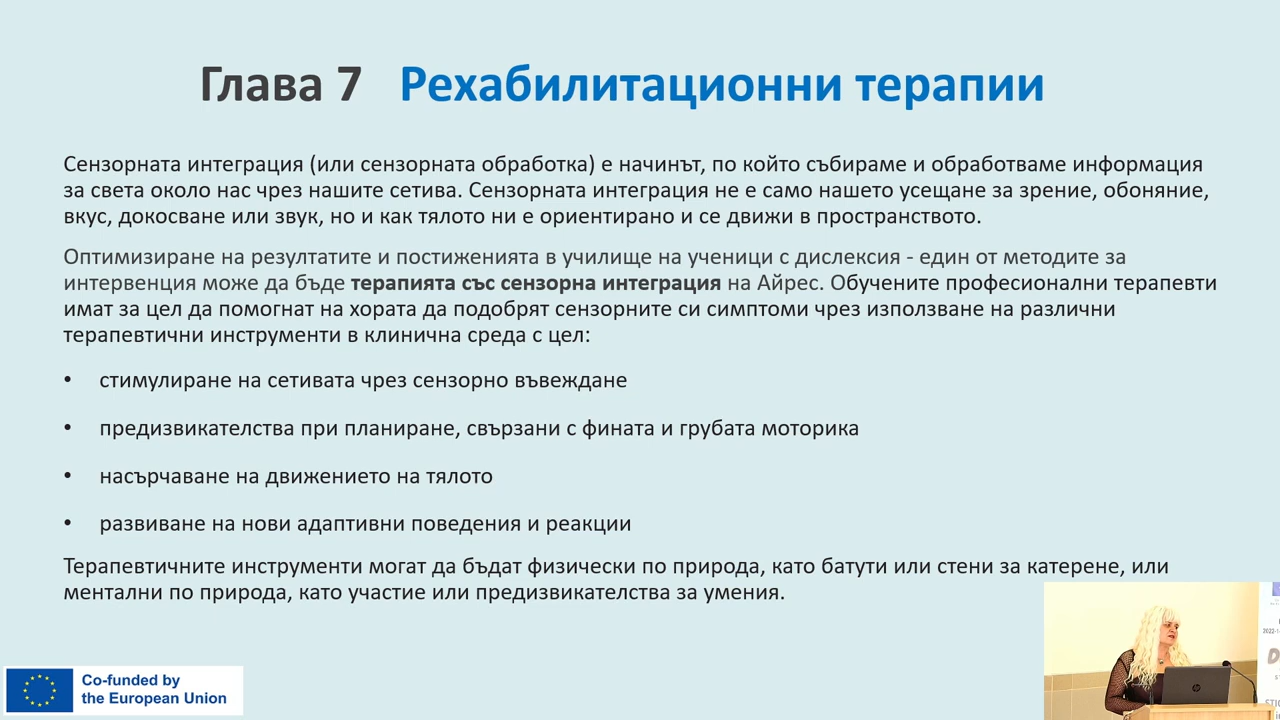 Глава 7 Рехабилитационни терапии
Сензорната интеграция (или сензорната обработка) е начинът, по който събираме и обработваме информация
за света около нас чрез нашите сетива. Сензорната интеграция не е само нашето усещане за зрение, обоняние,
вкус, докосване или звук, но и как тялото ни е ориентирано и се движи в пространството.
Оптимизиране на резултатите и постиженията в училище на ученици с дислексия - един от методите за
интервенция може да бъде терапията със сензорна интеграция на Айрес. Обучените професионални терапевти
имат за цел да помогнат на хората да подобрят сензорните си симптоми чрез използване на различни
терапевтични инструменти в клинична среда с цел:
• стимулиране на сетивата чрез сензорно въвеждане
• предизвикателства при планиране, свързани с фината и грубата моторика
• насърчаване на движението на тялото
• развиване на нови адаптивни поведения и реакции
Терапевтичните инструменти могат да бъдат физически по природа, като батути или стени за катерене, или
ментални по природа, като участие или предизвикателства за умения.
Co-funded by
the European Union
hp